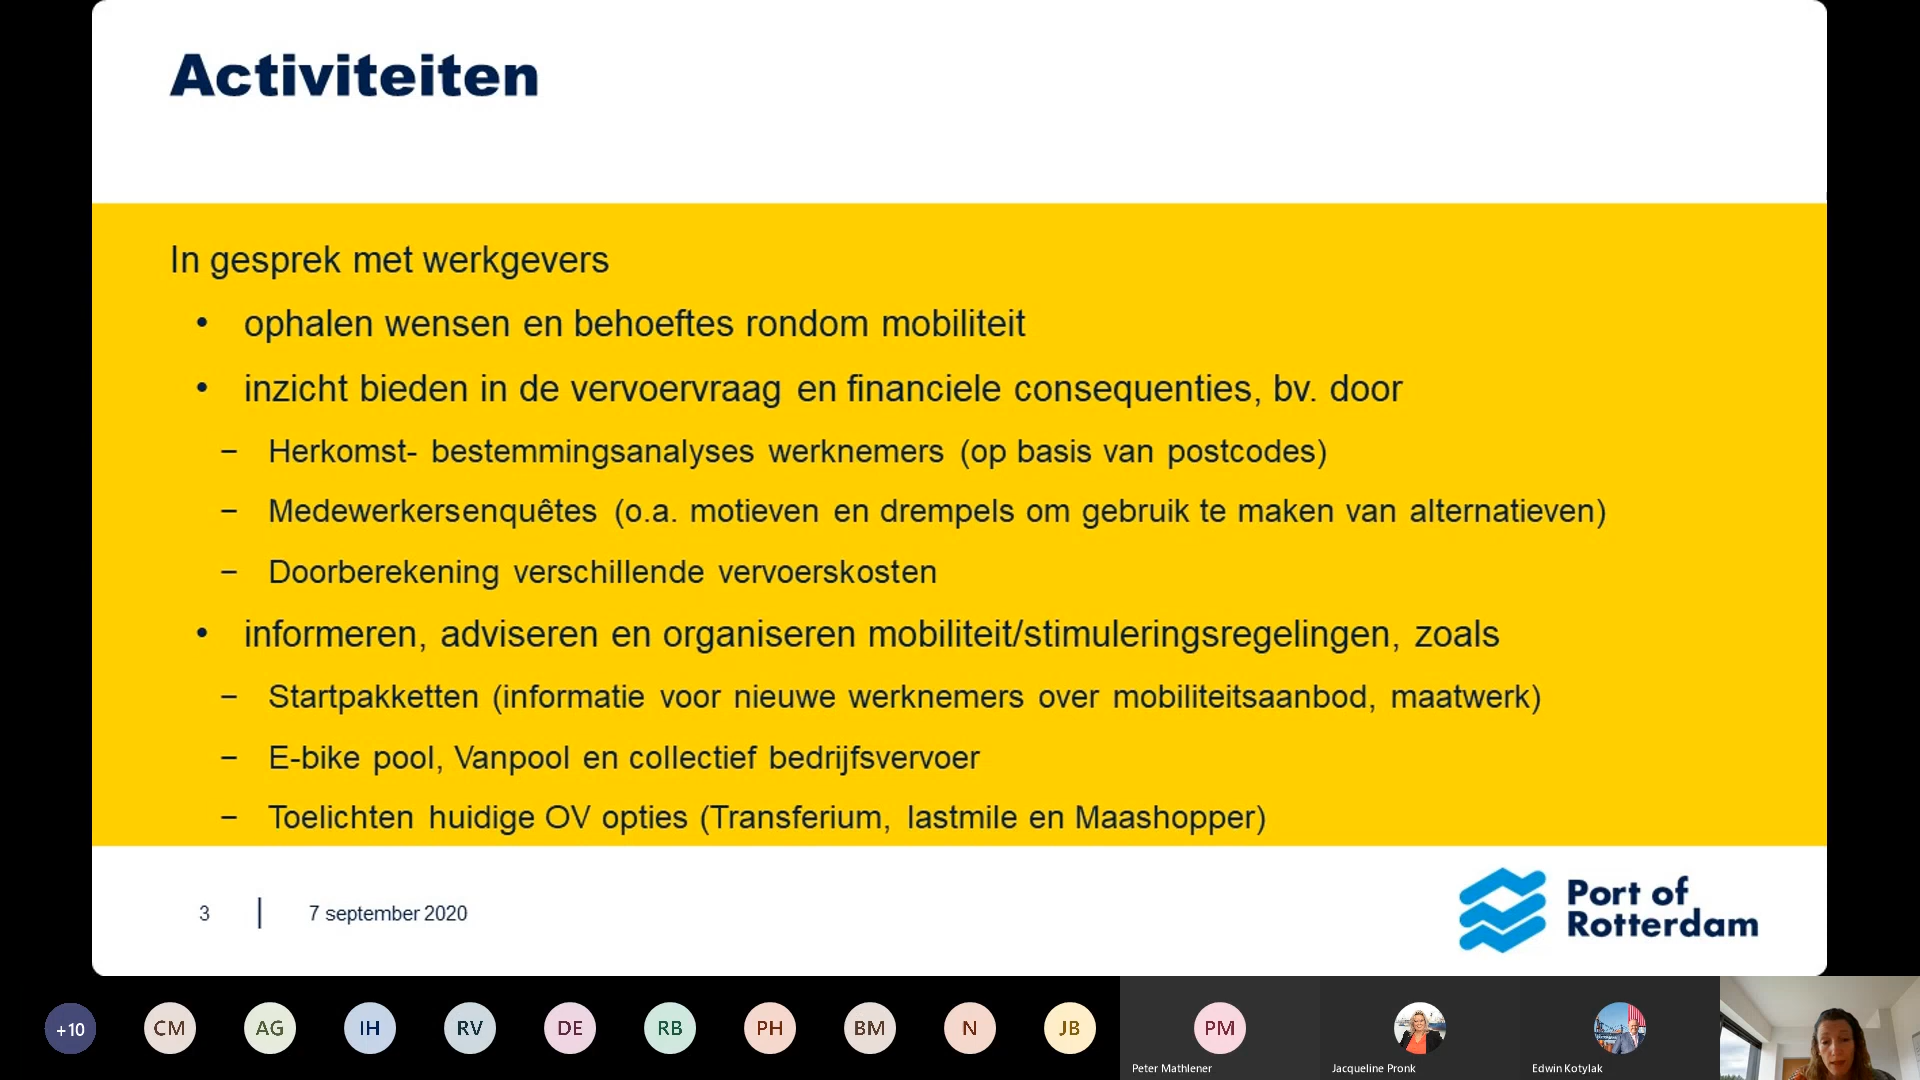 Activiteiten
In gesprek met werkgevers
• ophalen wensen en behoeftes rondom mobiliteit
• inzicht bieden in de vervoervraag en financiele consequenties, bv. door
− Herkomst- bestemmingsanalyses werknemers (op basis van postcodes)
− Medewerkersenquêtes (o.a. motieven en drempels om gebruik te maken van alternatieven)
− Doorberekening verschillende vervoerskosten
• informeren, adviseren en organiseren mobiliteit/stimuleringsregelingen, zoals
− Startpakketten (informatie voor nieuwe werknemers over mobiliteitsaanbod, maatwerk)
− E-bike pool, Vanpool en collectief bedrijfsvervoer
− Toelichten huidige OV opties (Transferium, lastmile en Maashopper)
3 | 7 september 2020
Port of
Rotterdam
+10 CM AG IH RV DE RB PH BM N JB PM
Peter Mathlener Jacqueline Pronk Edwin Kotylak